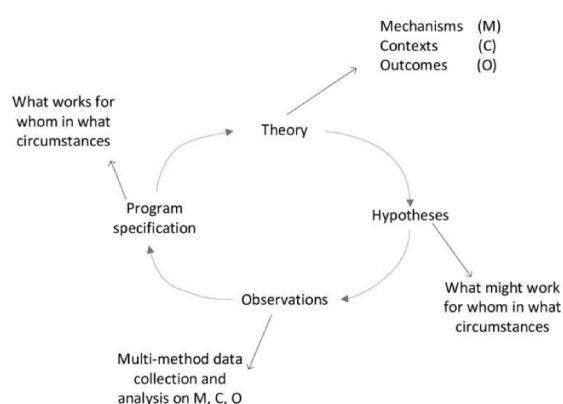 Mechanisms (M)
Contexts (C)
Outcomes (O)
What works for
whom in what
circumstances
Theory
Program
specification
Hypotheses
What might work
for whom in what
circumstances
Observations
Multi-method data
collection and
analysis on M, C, O